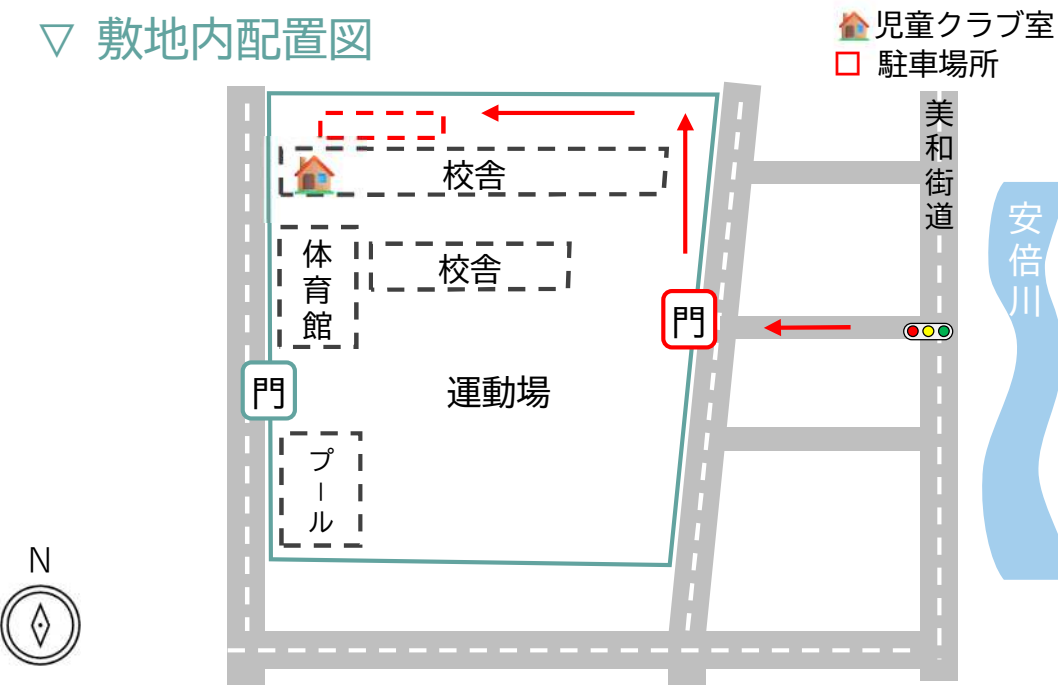 ▽ 敷地内配置図
児童クラブ室
駐車場所
美和街道
安倍川
校舎
体育館
校舎
門
門
運動場
プール
N